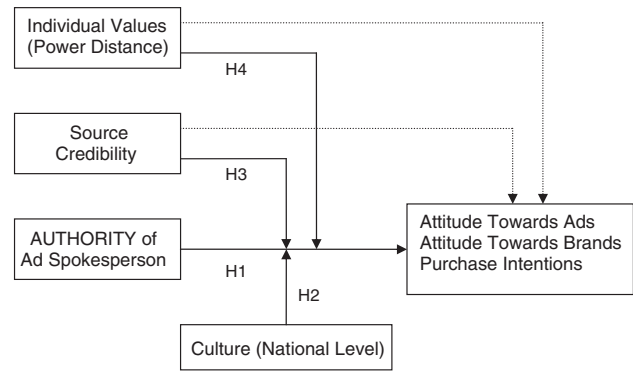 Individual Values
(Power Distance)
H4
Source
Credibility
H3
AUTHORITY of
Ad Spokesperson
H1
Attitude Towards Ads
Attitude Towards Brands
Purchase Intentions
H2
Culture (National Level)